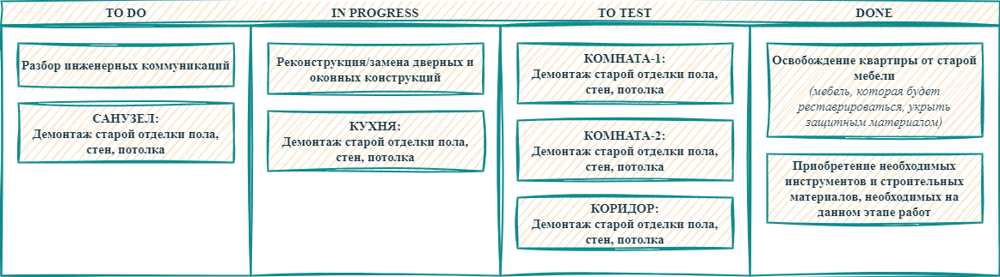 TO DO
IN PROGRESS
TO TEST
DONE
Разбор инженерных коммуникаций
САНУЗЕЛ:
Демонтаж старой отделки пола,
стен, потолка
Реконструкция/замена дверных и
оконных конструкций
КУХНЯ:
Демонтаж старой отделки пола,
стен, потолка
КОМНАТА-1:
Демонтаж старой отделки пола,
стен, потолка
КОМНАТА-2:
Демонтаж старой отделки пола,
стен, потолка
КОРИДОР:
Демонтаж старой отделки пола,
стен, потолка
Освобождение квартиры от старой
мебели
(мебель, которая будет
реставрироваться, укрыть
защитным материалом)
Приобретение необходимых
инструментов и строительных
материалов, необходимых на
данном этапе работ